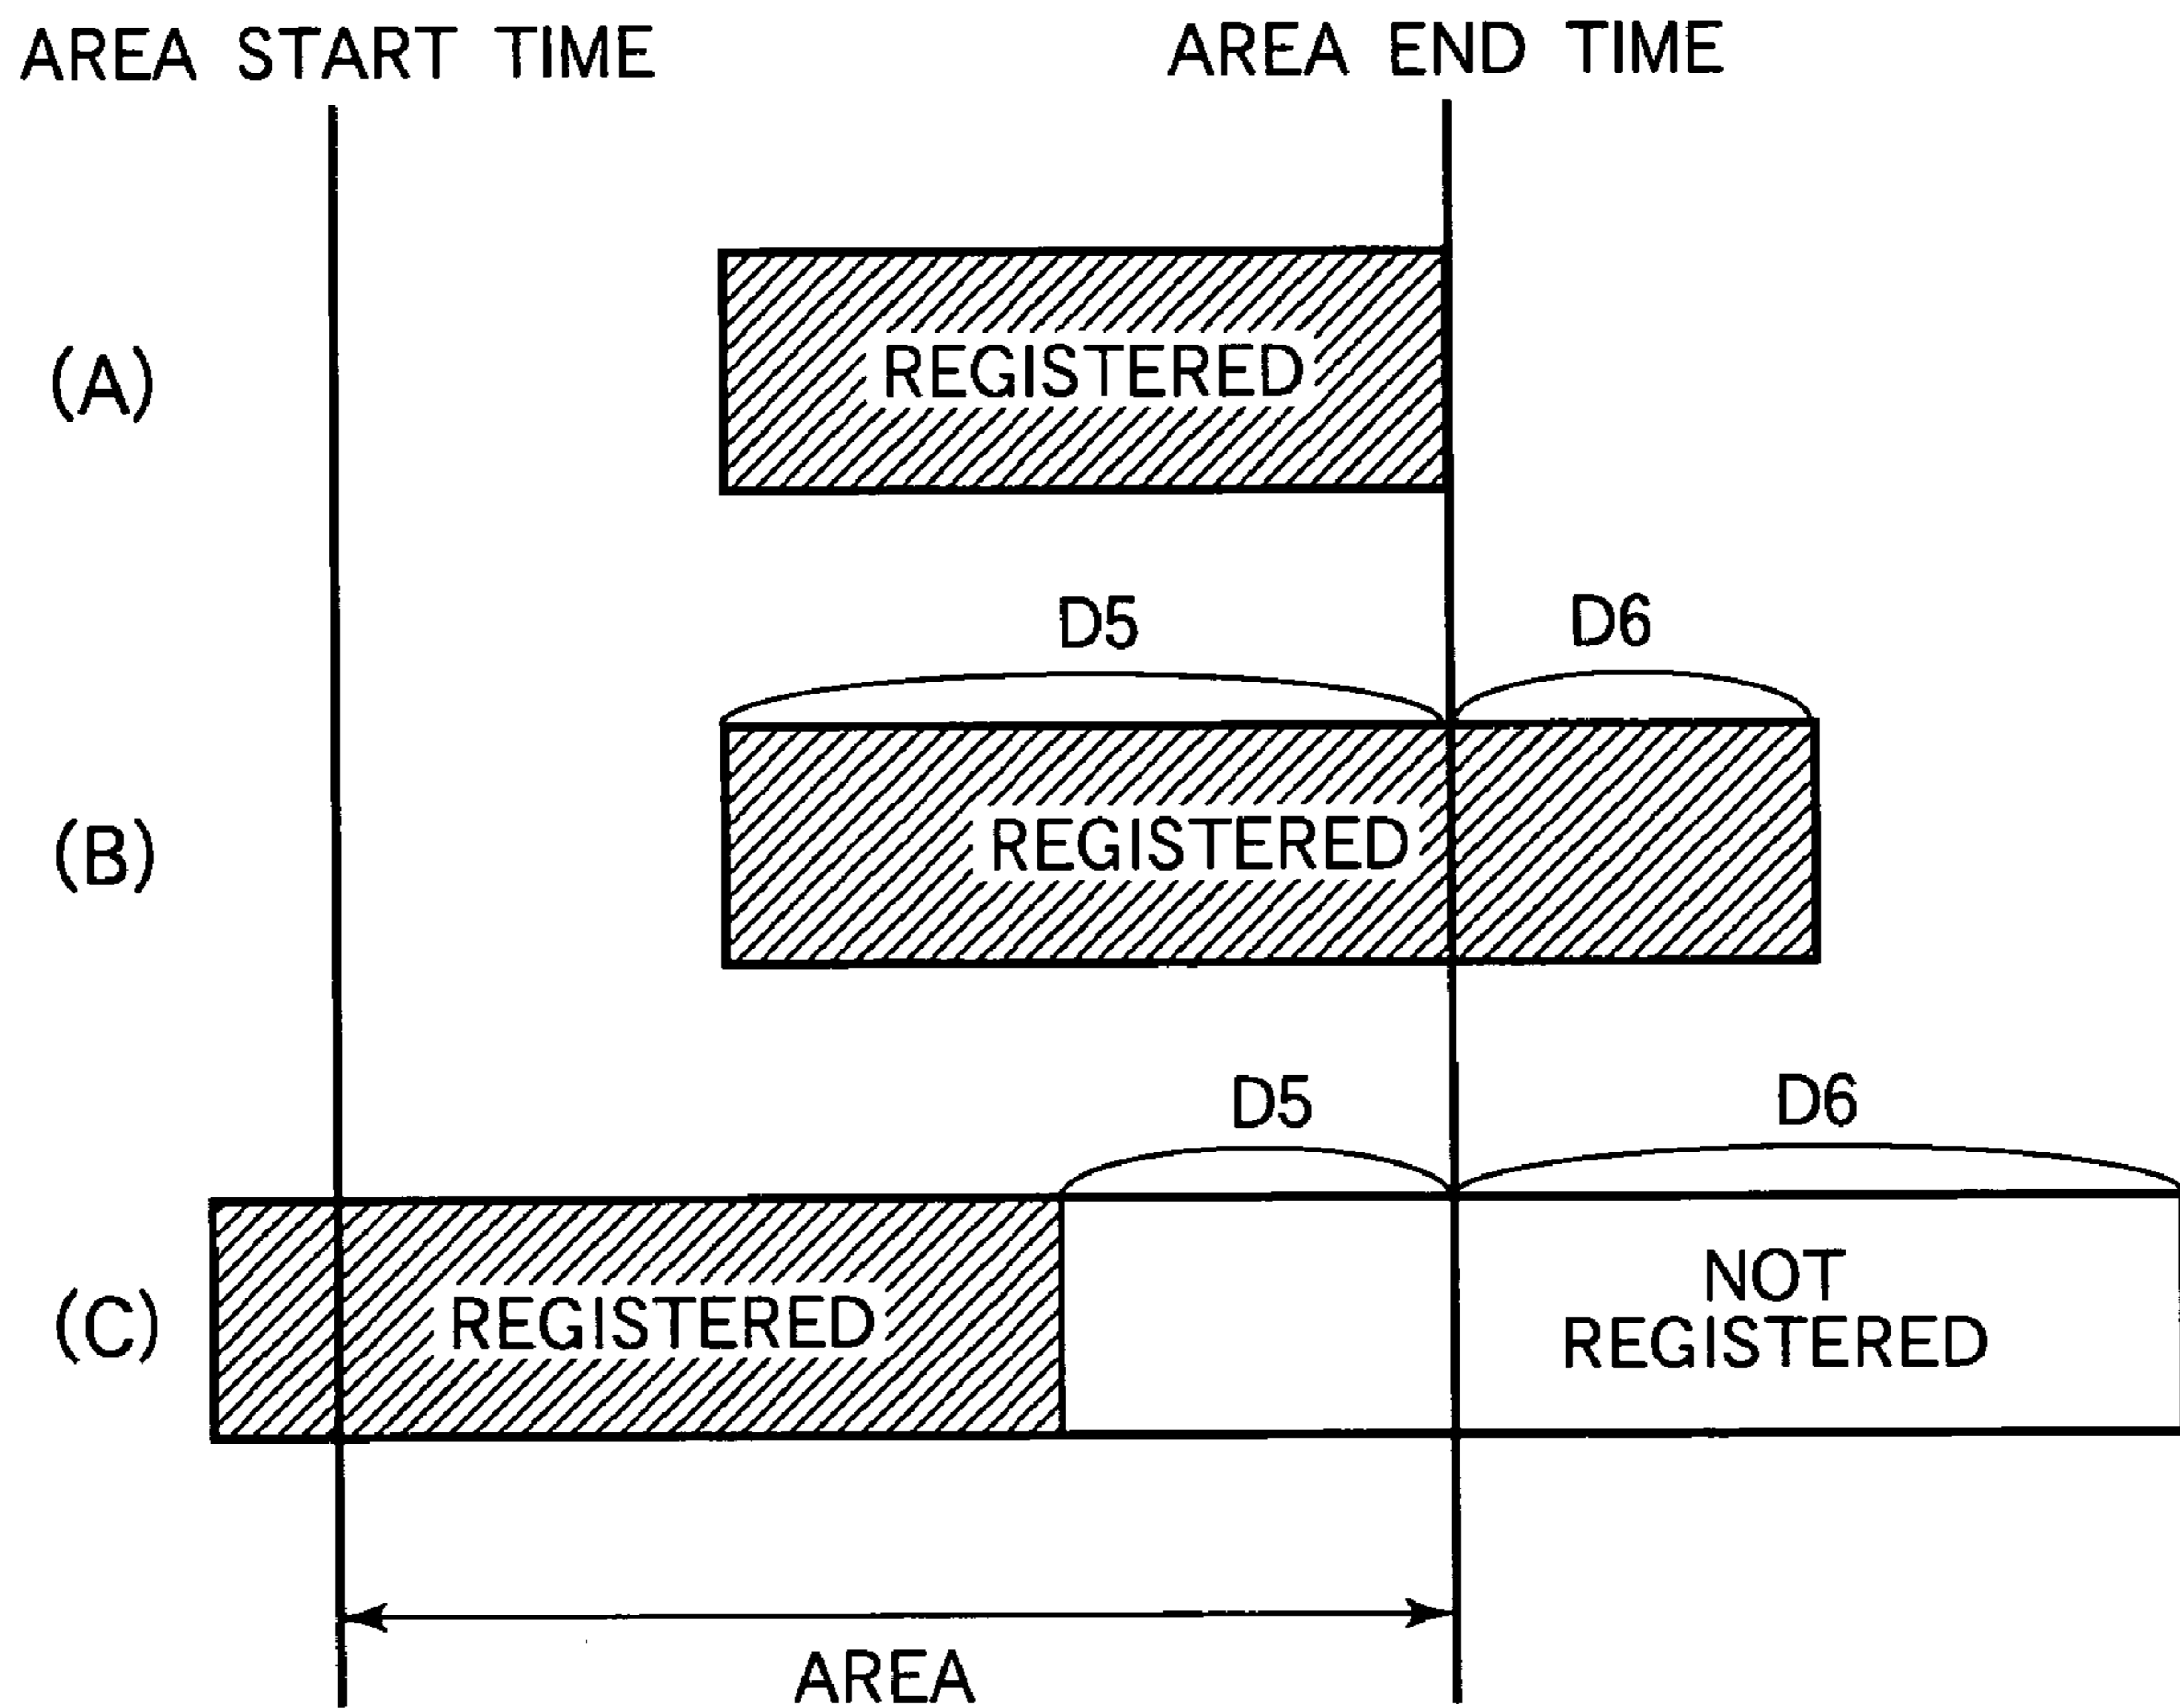 AREA START TIME
AREA END TIME
(A)
REGISTERED
D5
D6
(B)
REGISTERED
D5
D6
(C)
REGISTERED
NOT
REGISTERED
AREA